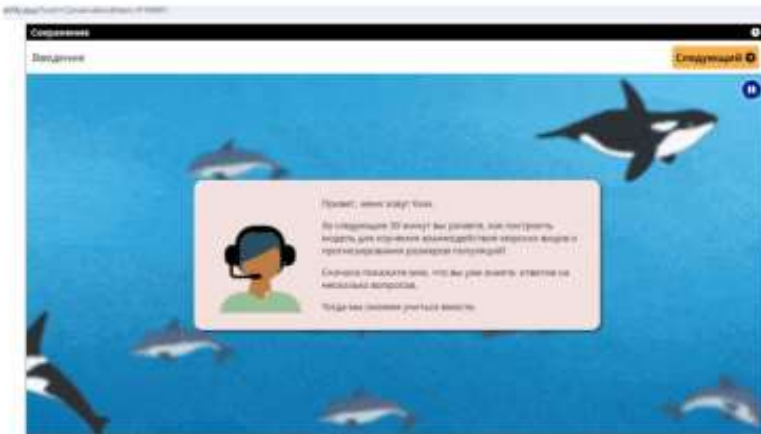 Сохранение
Введение
Следующий
Привет, меня зовут
За следующие 30 минут вы узнаете, как построить
модель для изучения взаимодействия морских видов и
прогнозирования размеров популяций!
Сначала покажите мне, что вы уже знаете, ответив на
несколько вопросов.
Тогда мы сможем учиться вместе.